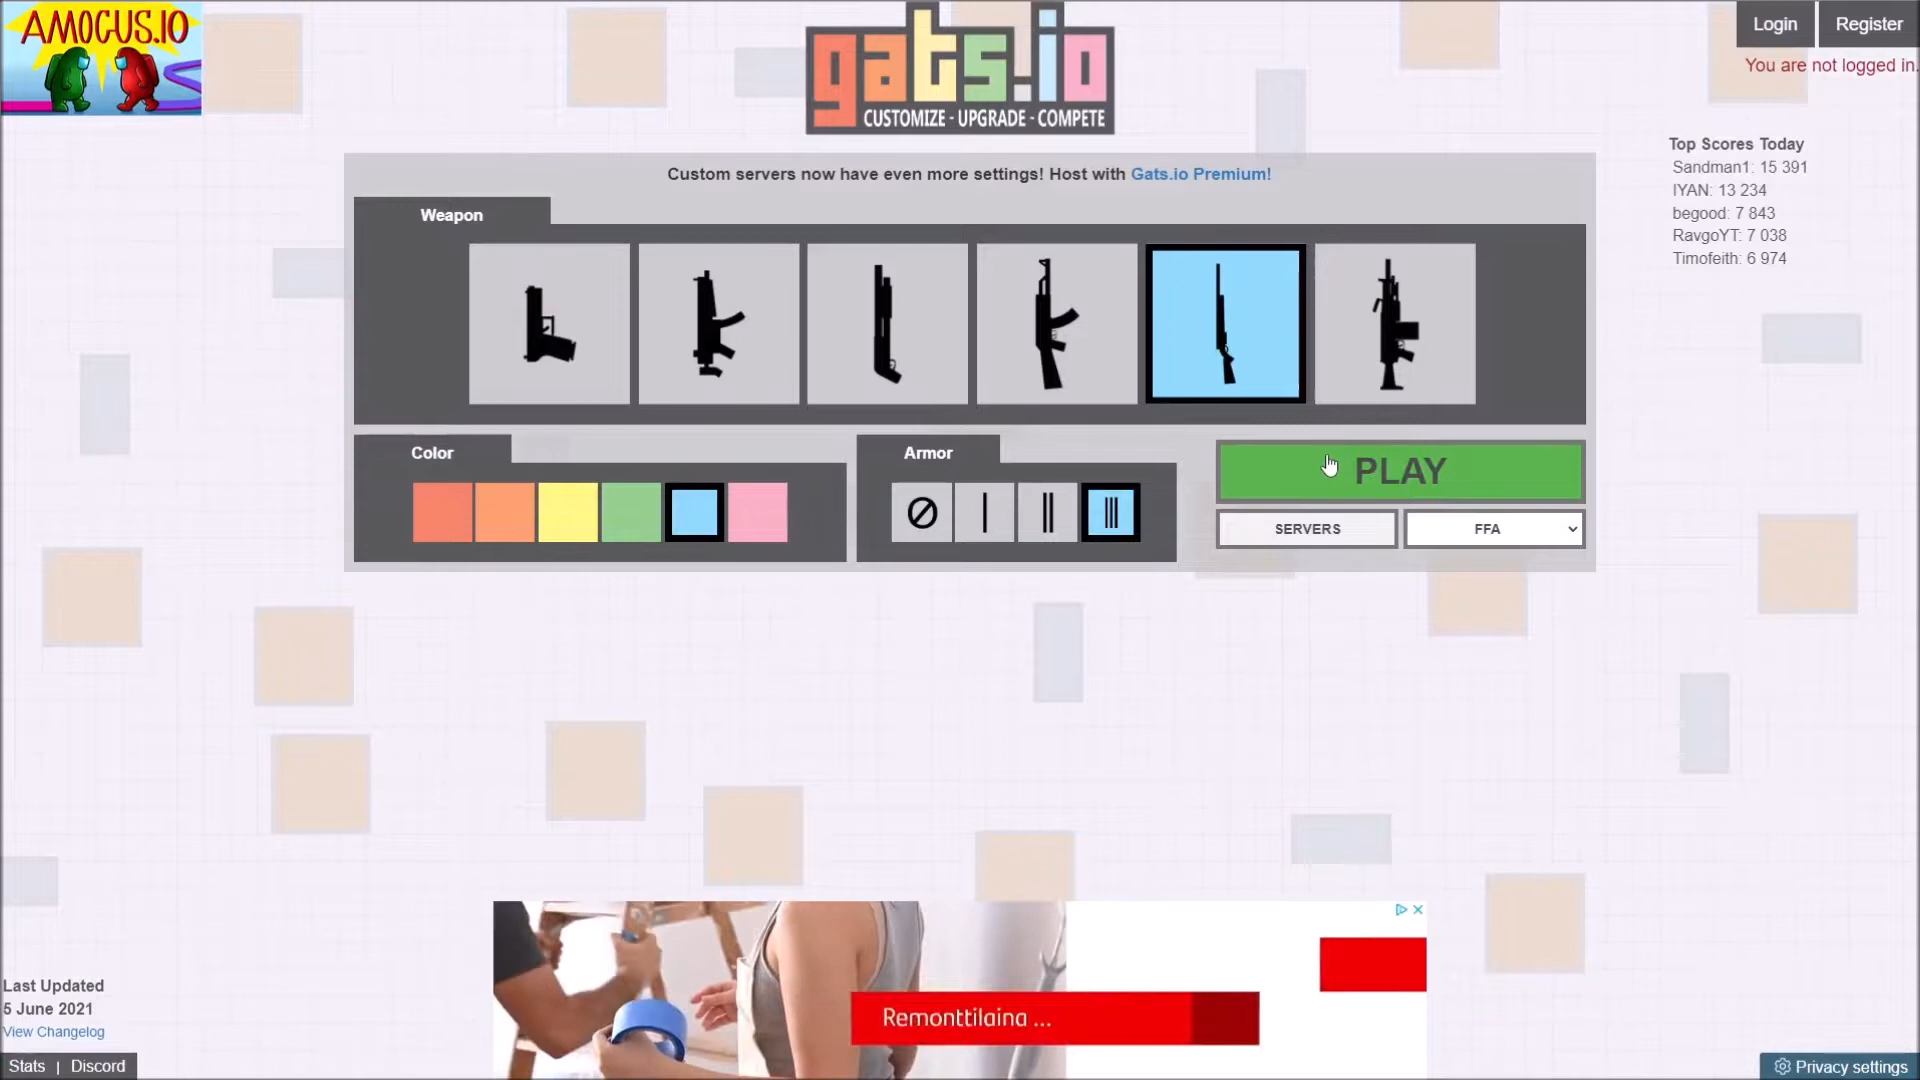 AMOGUS.IO
gats.io
CUSTOMIZE - UPGRADE - COMPETE
Login
Register
You are not logged in.
Top Scores Today
Sandman1: 15 391
IYAN: 13 234
begood: 7 843
RavgoYT: 7 038
Timofeith: 6 974
Custom servers now have even more settings! Host with Gats.io Premium!
Weapon
Color
Armor
PLAY
SERVERS
FFA
Remonttilaina ...
Last Updated
5 June 2021
View Changelog
Stats | Discord
Privacy settings